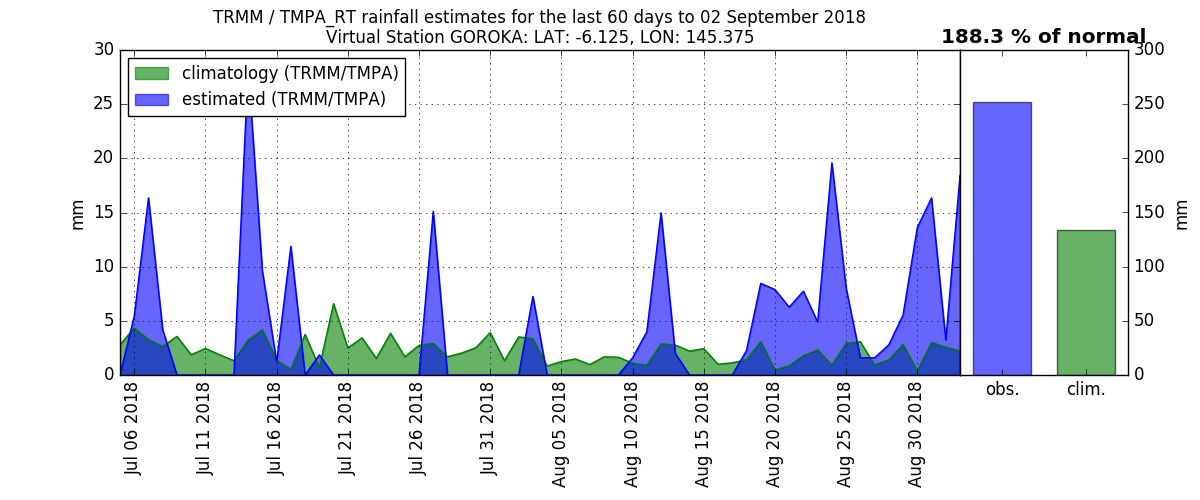 TRMM / TMPA_RT rainfall estimates for the last 60 days to 02 September 2018
Virtual Station GOROKA: LAT: -6.125, LON: 145.375
188.3 % of normal
climatology (TRMM/TMPA)
estimated (TRMM/TMPA)
30
25
20
15
10
5
0
mm
Jul 06 2018
Jul 11 2018
Jul 16 2018
Jul 21 2018
Jul 26 2018
Jul 31 2018
Aug 05 2018
Aug 10 2018
Aug 15 2018
Aug 20 2018
Aug 25 2018
Aug 30 2018
obs.
clim.
300
250
200
150
100
50
0
mm